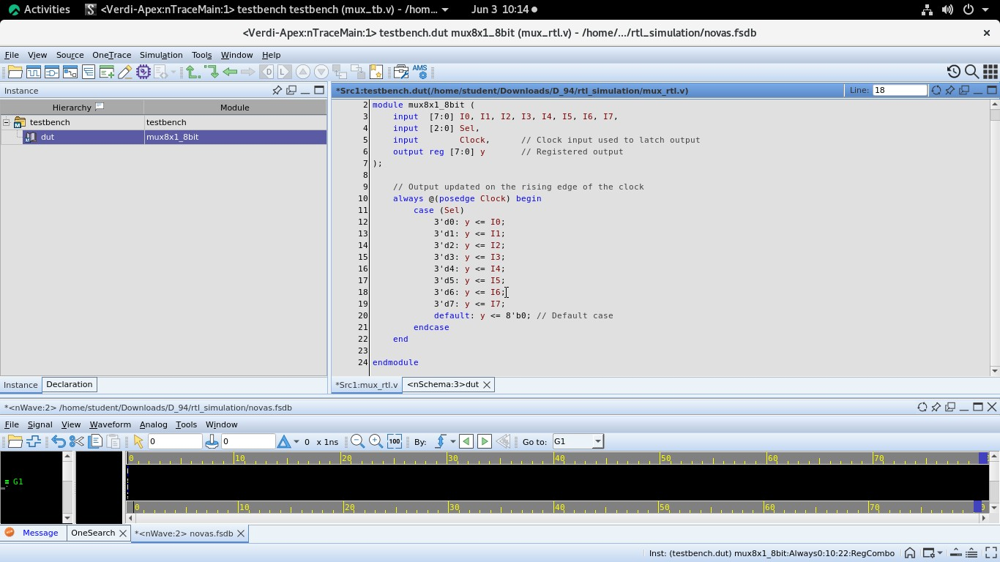 Activities <Verdi-Apex:nTraceMain:1> testbench testbench (mux_tb.v) - /hom... Jun 3 10:14
<Verdi-Apex:nTraceMain:1> testbench.dut mux8x1_8bit (mux_rtl.v) - /home/.../rtl_simulation/novas.fsdb
File View Source OneTrace Simulation Tools Window Help
D L AMS
Instance
Hierarchy Module
testbench testbench
dut mux8x1_8bit
Instance Declaration
*Src1:testbench.dut(/home/student/Downloads/D_94/rtl_simulation/mux_rtl.v) Line: 18
2 module mux8x1_8bit (
3 input [7:0] I0, I1, I2, I3, I4, I5, I6, I7,
4 input [2:0] Sel,
5 input Clock, // Clock input used to latch output
6 output reg [7:0] y // Registered output
7 );
8
9 // Output updated on the rising edge of the clock
10 always @(posedge Clock) begin
11 case (Sel)
12 3'd0: y <= I0;
13 3'd1: y <= I1;
14 3'd2: y <= I2;
15 3'd3: y <= I3;
16 3'd4: y <= I4;
17 3'd5: y <= I5;
18 3'd6: y <= I6;
19 3'd7: y <= I7;
20 default: y <= 8'b0; // Default case
21 endcase
22 end
23
24 endmodule
*Src1:mux_rtl.v <nSchema:3>dut
*<nWave:2> /home/student/Downloads/D_94/rtl_simulation/novas.fsdb
File Signal View Waveform Analog Tools Window
0 0 0 x 1ns 100 By: Go to: G1
0 10 20 30 40 50 60 70
G1
0 10 20 30 40 50 60 70
Message OneSearch *<nWave:2> novas.fsdb
Inst: (testbench.dut) mux8x1_8bit:Always0:10:22:RegCombo